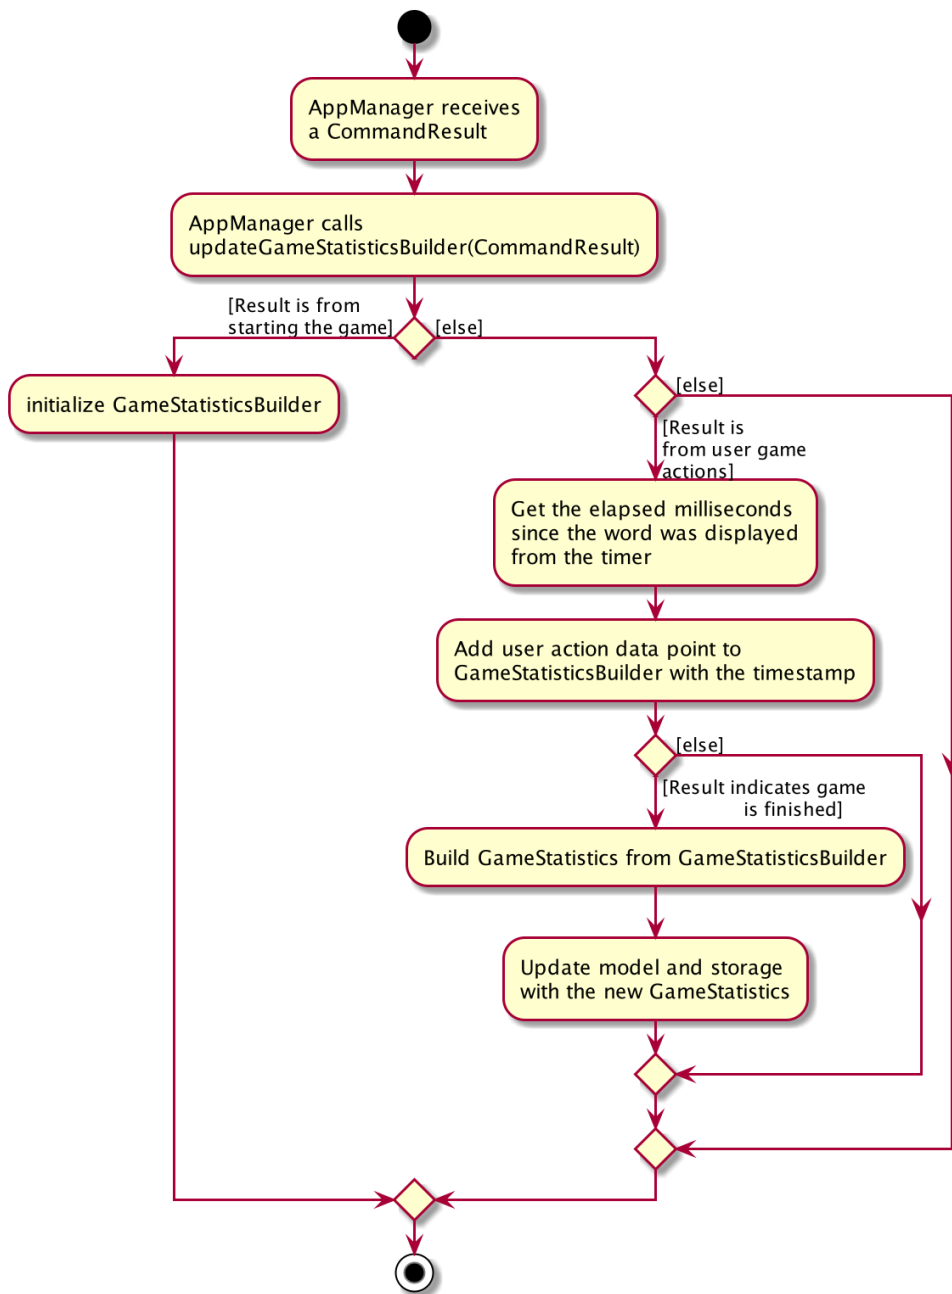 AppManager receives
a CommandResult
AppManager calls
updateGameStatisticsBuilder(CommandResult)
[Result is from
starting the game]
[else]
initialize GameStatisticsBuilder
[else]
[Result is
from user game
actions]
Get the elapsed milliseconds
since the word was displayed
from the timer
Add user action data point to
GameStatisticsBuilder with the timestamp
[else]
[Result indicates game
is finished]
Build GameStatistics from GameStatisticsBuilder
Update model and storage
with the new GameStatistics